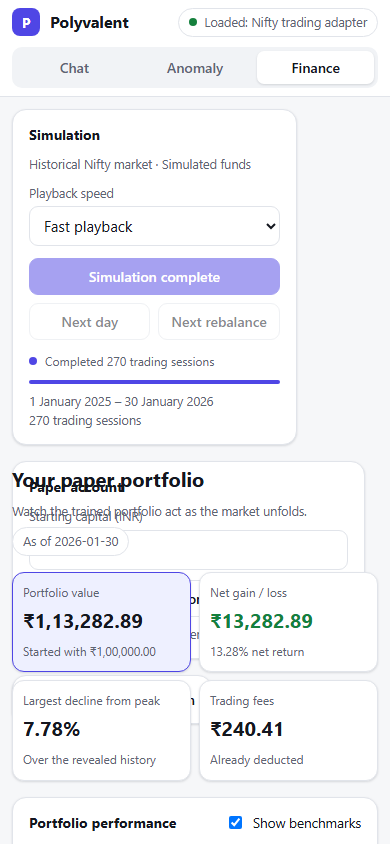 P Polyvalent
Loaded: Nifty trading adapter
Chat Anomaly Finance
Simulation
Historical Nifty market · Simulated funds
Playback speed
Fast playback
Simulation complete
Next day Next rebalance
Completed 270 trading sessions
1 January 2025 – 30 January 2026
270 trading sessions
Your paper portfolio
Paper account
Watch the trained portfolio act as the market unfolds.
Starting capital (INR)
As of 2026-01-30
Portfolio value Net gain / loss
₹1,13,282.89 ₹13,282.89
Started with ₹1,00,000.00 13.28% net return
Largest decline from peak Trading fees
7.78% ₹240.41
Over the revealed history Already deducted
Portfolio performance Show benchmarks